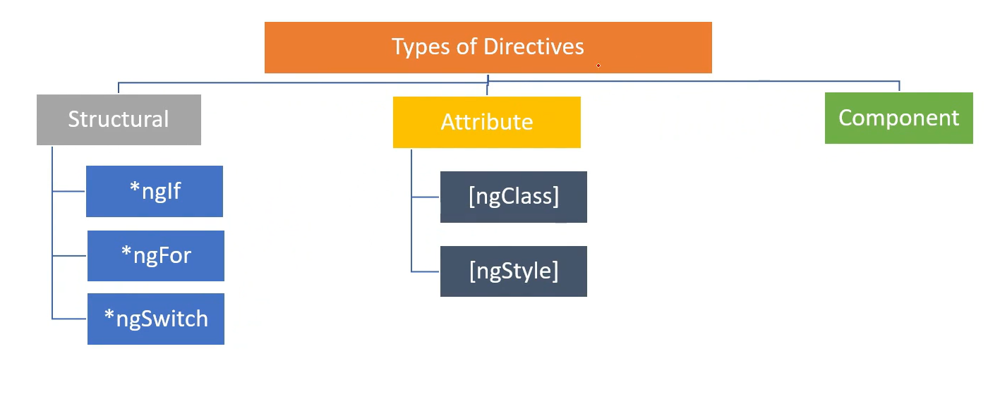 Types of Directives
Structural
Attribute
Component
*ngIf
*ngFor
*ngSwitch
[ngClass]
[ngStyle]